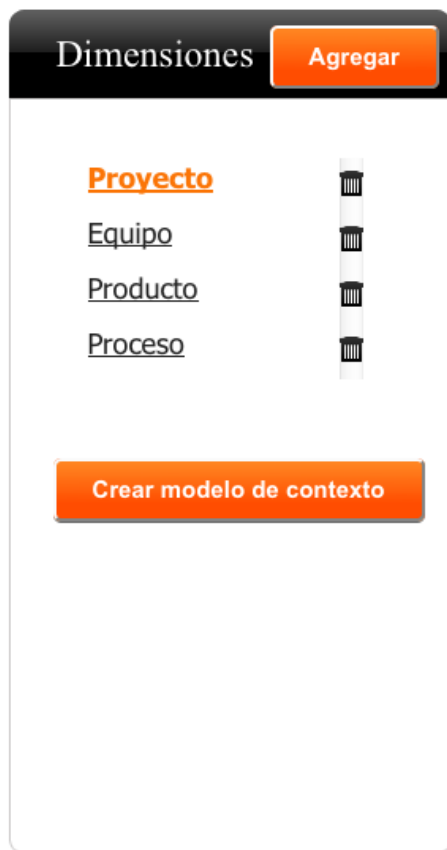 Dimensiones Agregar
Proyecto
Equipo
Producto
Proceso
Crear modelo de contexto